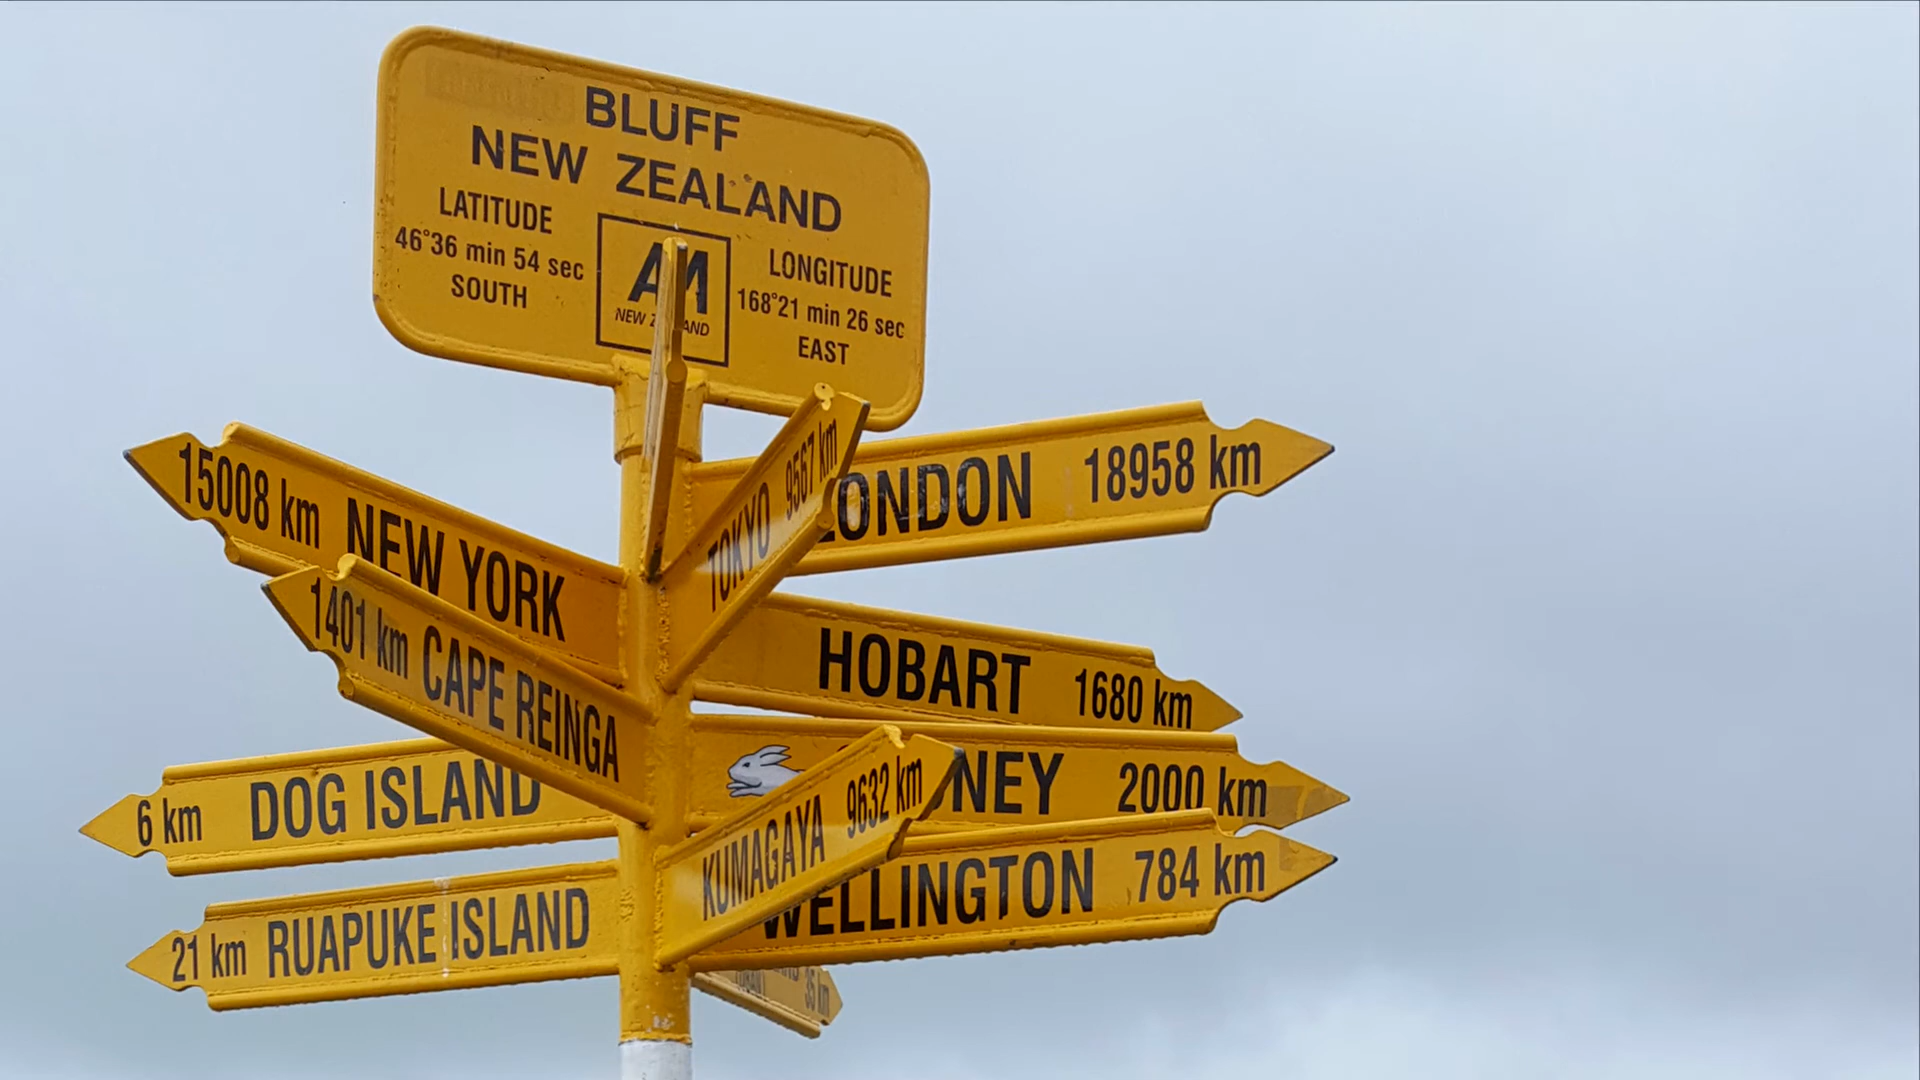 BLUFF
NEW ZEALAND
LATITUDE
46°36 min 54 sec
SOUTH
AA
NEW ZEALAND
LONGITUDE
168°21 min 26 sec
EAST
15008 km NEW YORK
TOKYO 9567 km
LONDON 18958 km
1401 km CAPE REINGA
HOBART 1680 km
6 km DOG ISLAND
NEY 2000 km
KUMAGAYA 9632 km
WELLINGTON 784 km
21 km RUAPUKE ISLAND
35 km